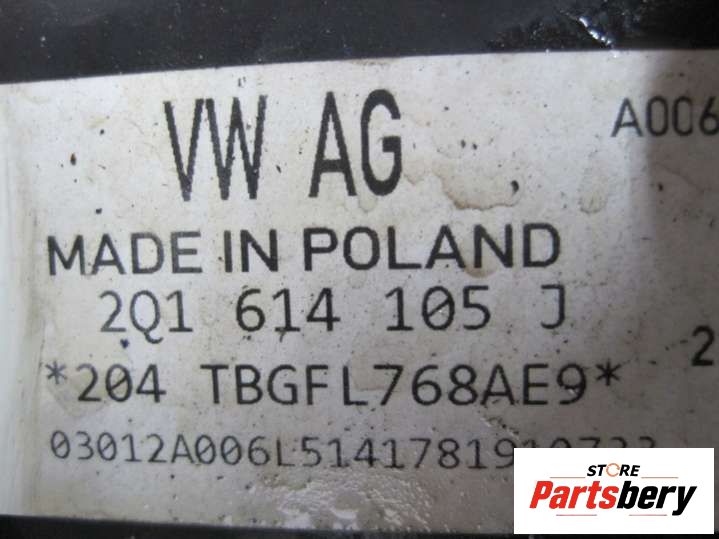 VW AG
A006
MADE IN POLAND
2Q1 614 105 J
2
*204 TBGFL768AE9*
STORE
Partsbery